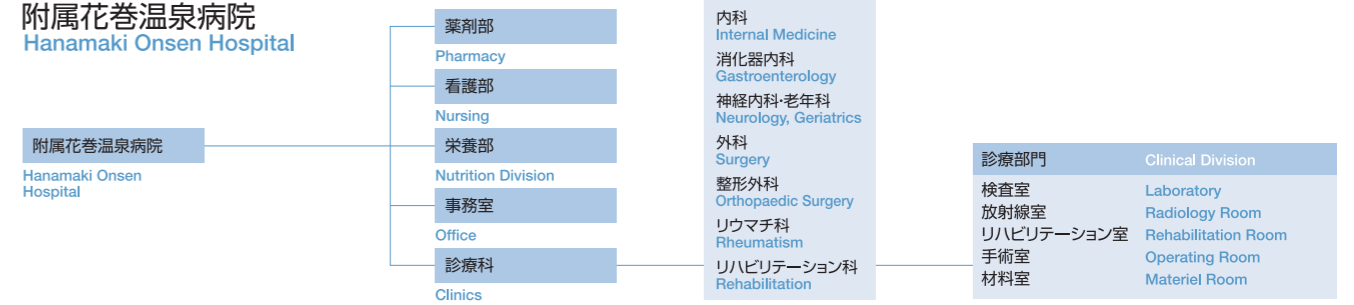 附属花巻温泉病院
Hanamaki Onsen Hospital
附属花巻温泉病院
Hanamaki Onsen
Hospital
薬剤部
Pharmacy
看護部
Nursing
栄養部
Nutrition Division
事務室
Office
診療科
Clinics
内科
Internal Medicine
消化器内科
Gastroenterology
神経内科・老年科
Neurology, Geriatrics
外科
Surgery
整形外科
Orthopaedic Surgery
リウマチ科
Rheumatism
リハビリテーション科
Rehabilitation
診療部門 Clinical Division
検査室 Laboratory
放射線室 Radiology Room
リハビリテーション室 Rehabilitation Room
手術室 Operating Room
材料室 Materiel Room